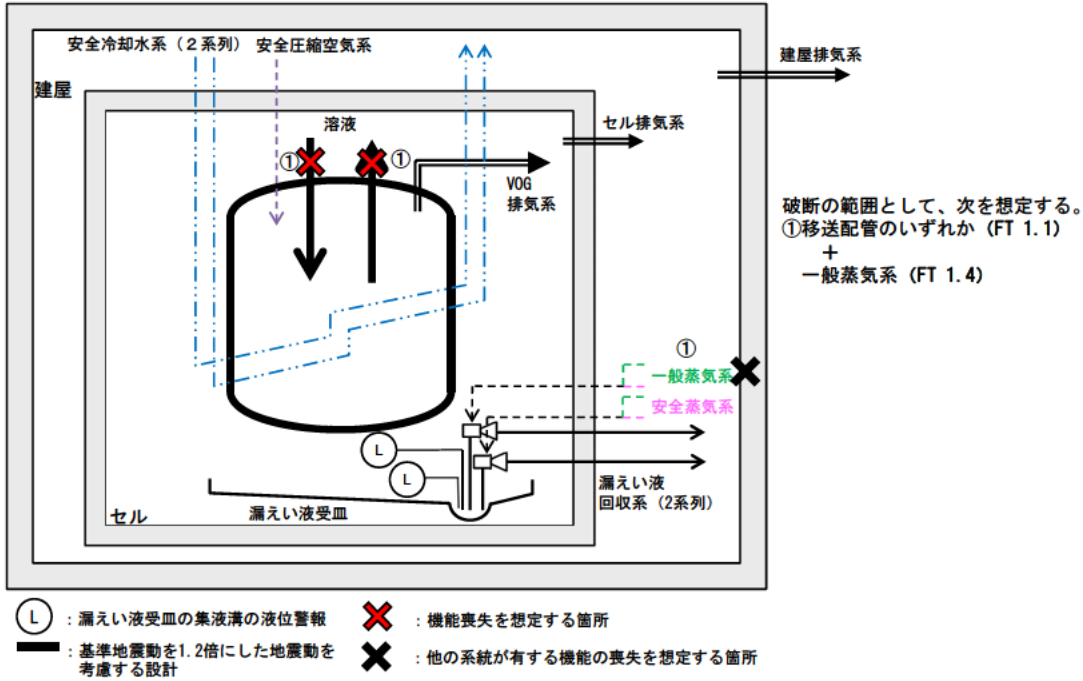 安全冷却水系（２系列）
安全圧縮空気系
建屋排気系
建屋
セル排気系
溶液
①
①
VOG
排気系
破断の範囲として、次を想定する。
①移送配管のいずれか（FT 1.1）
＋
一般蒸気系（FT 1.4）
①
一般蒸気系
安全蒸気系
L
L
漏えい液
回収系（2系列）
漏えい液受皿
セル
L
：漏えい液受皿の集液溝の液位警報
：機能喪失を想定する箇所
：基準地震動を1.2倍にした地震動を
考慮する設計
：他の系統が有する機能の喪失を想定する箇所